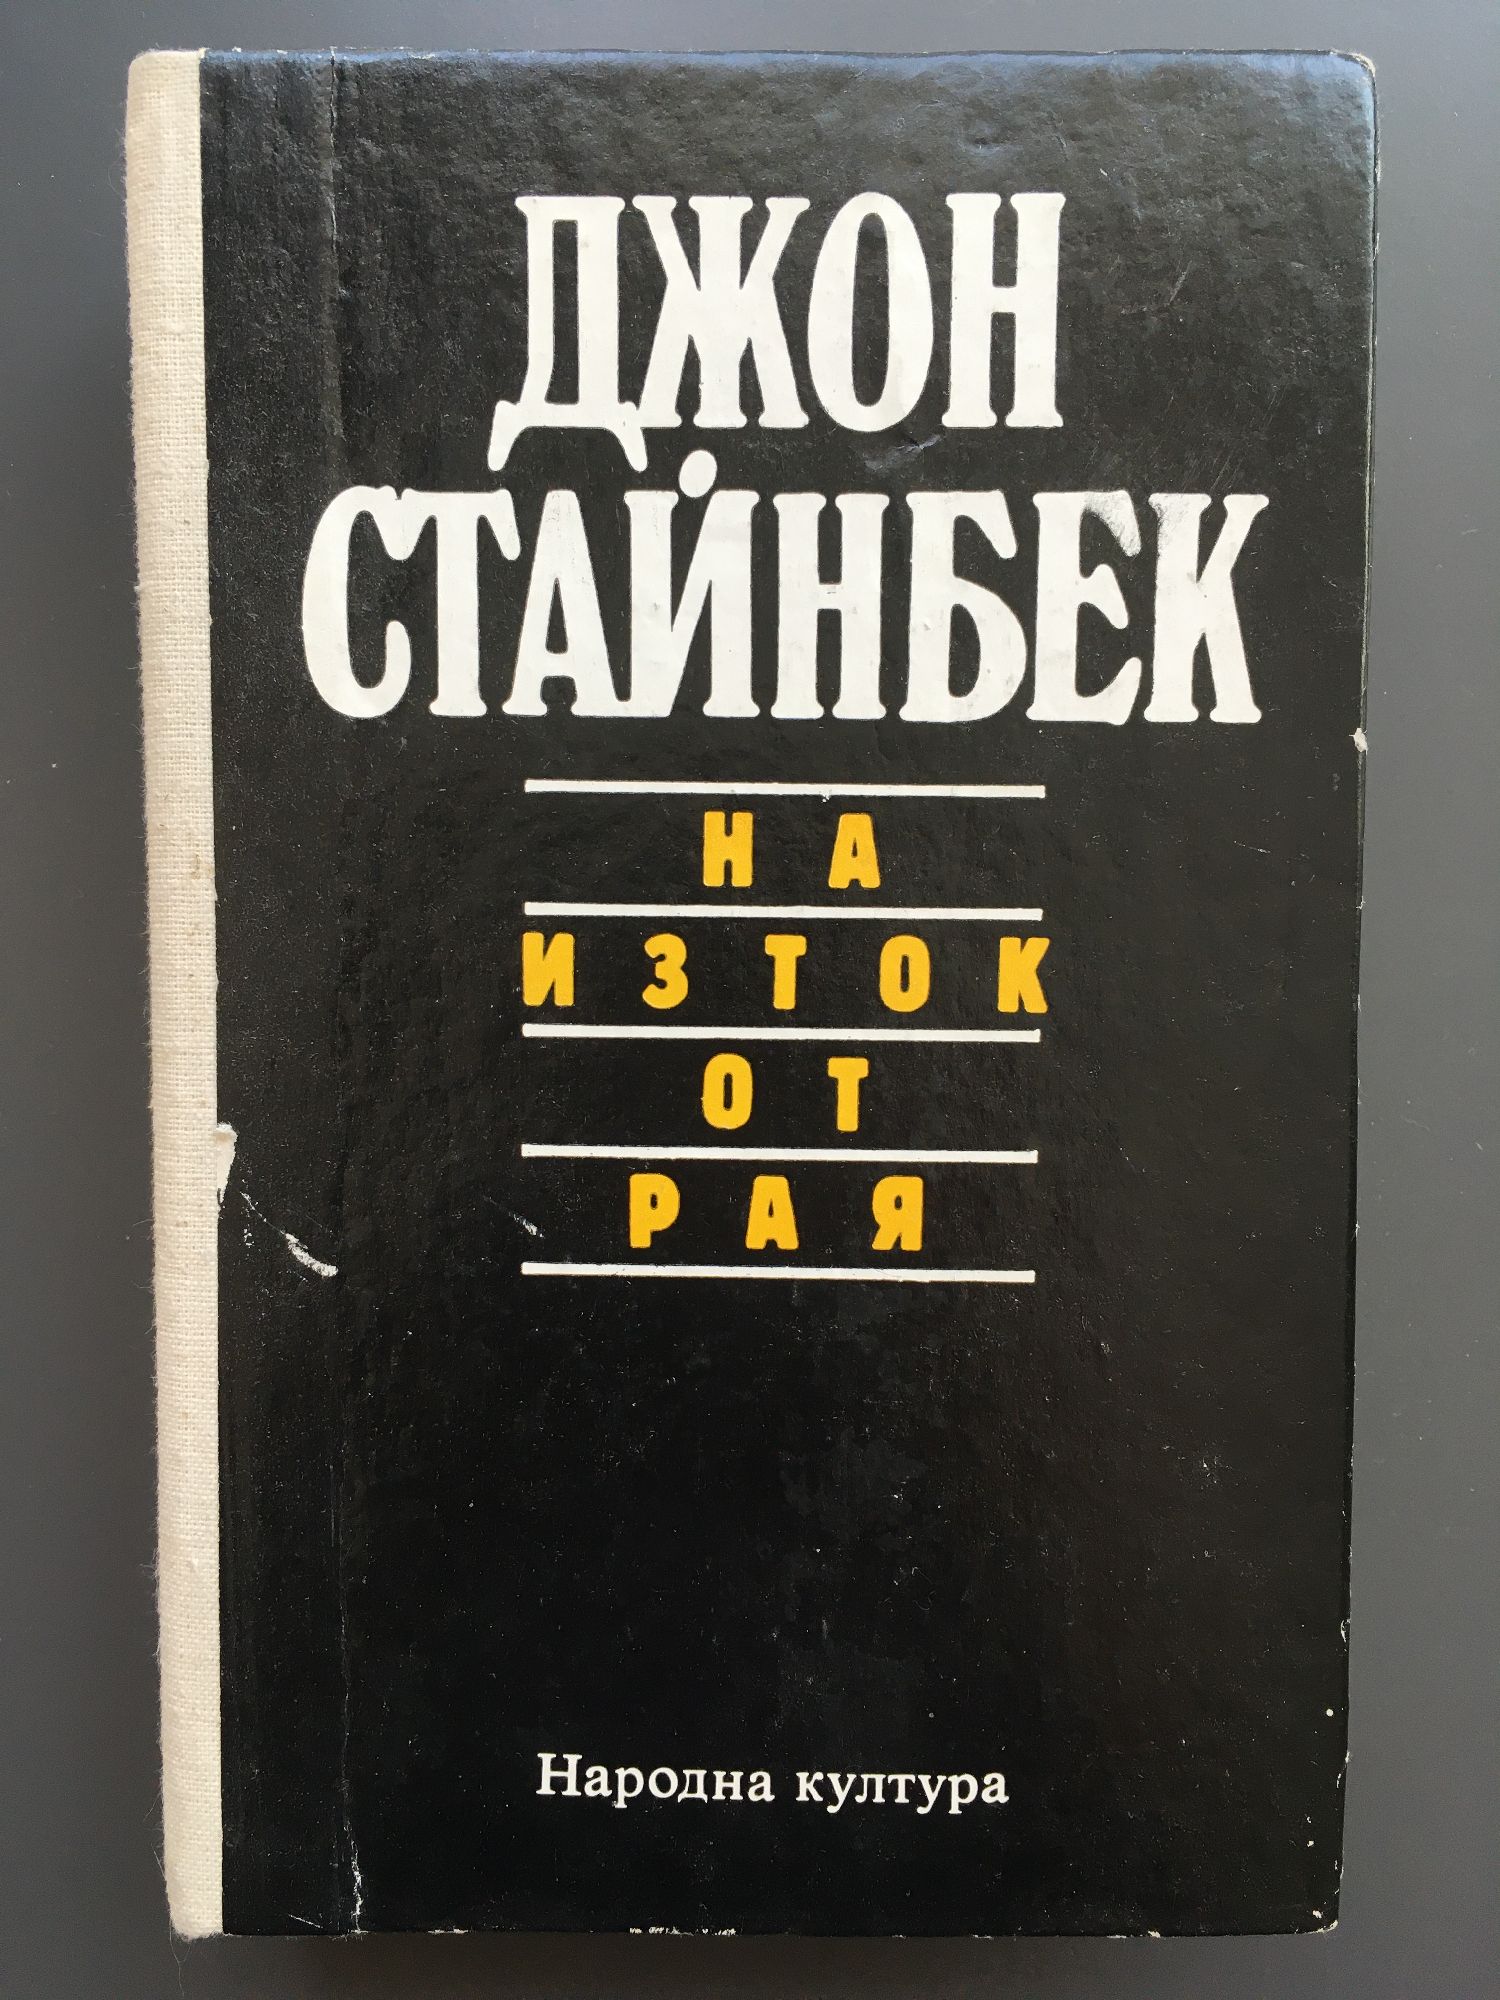 ДЖОН
СТАЙНБЕК
НА
ИЗТОК
ОТ
РАЯ
Народна култура